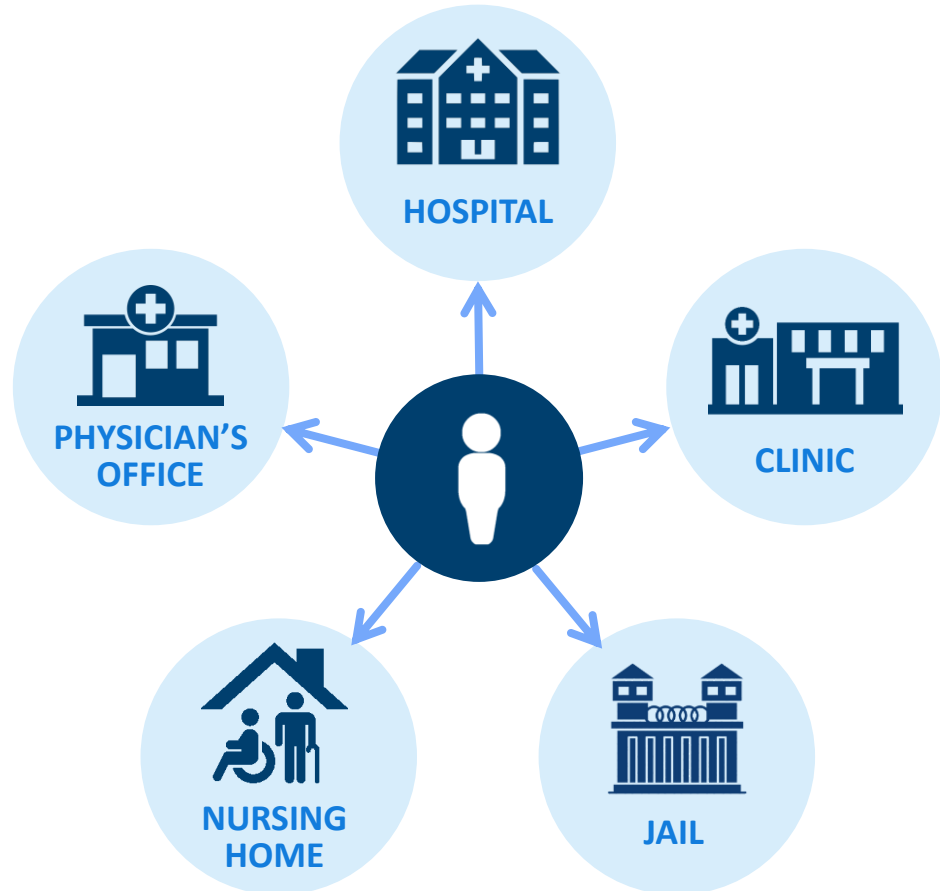 HOSPITAL
PHYSICIAN'S
OFFICE
CLINIC
NURSING
HOME
JAIL